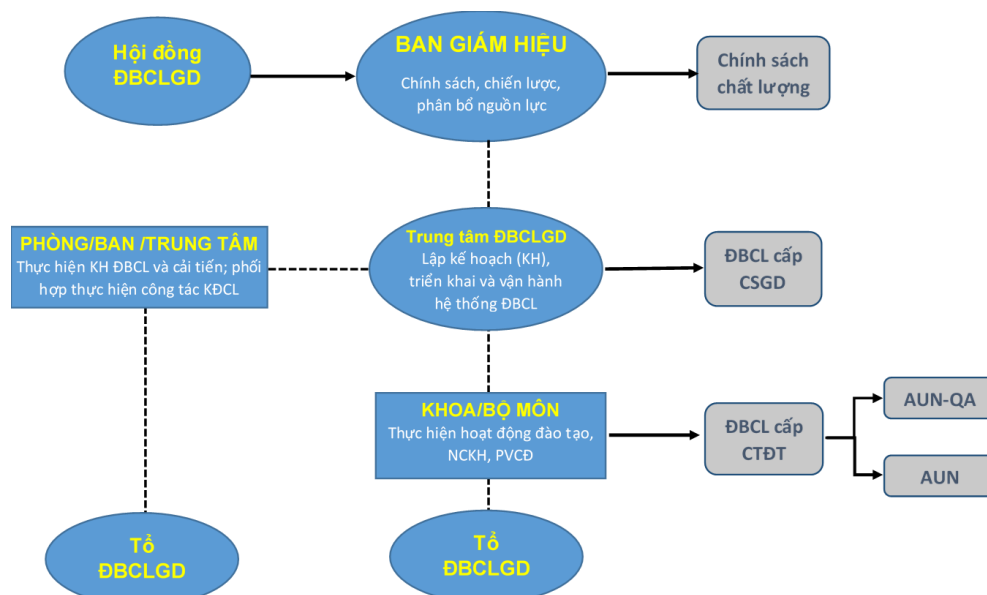 Hội đồng
ĐBCLGD
BAN GIÁM HIỆU
Chính sách, chiến lược,
phân bổ nguồn lực
Chính sách
chất lượng
PHÒNG/BAN /TRUNG TÂM
Thực hiện KH ĐBCL và cải tiến; phối
hợp thực hiện công tác KĐCL
Trung tâm ĐBCLGD
Lập kế hoạch (KH),
triển khai và vận hành
hệ thống ĐBCL
ĐBCL cấp
CSGD
KHOA/BỘ MÔN
Thực hiện hoạt động đào tạo,
NCKH, PVCĐ
ĐBCL cấp
CTĐT
AUN-QA
AUN
Tổ
ĐBCLGD
Tổ
ĐBCLGD